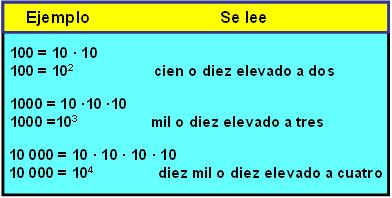 Ejemplo Se lee
100 = 10 · 10
100 = 10² cien o diez elevado a dos
1000 = 10 ·10 ·10
1000 =10³ mil o diez elevado a tres
10 000 = 10 · 10 · 10 · 10
10 000 = 10⁴ diez mil o diez elevado a cuatro